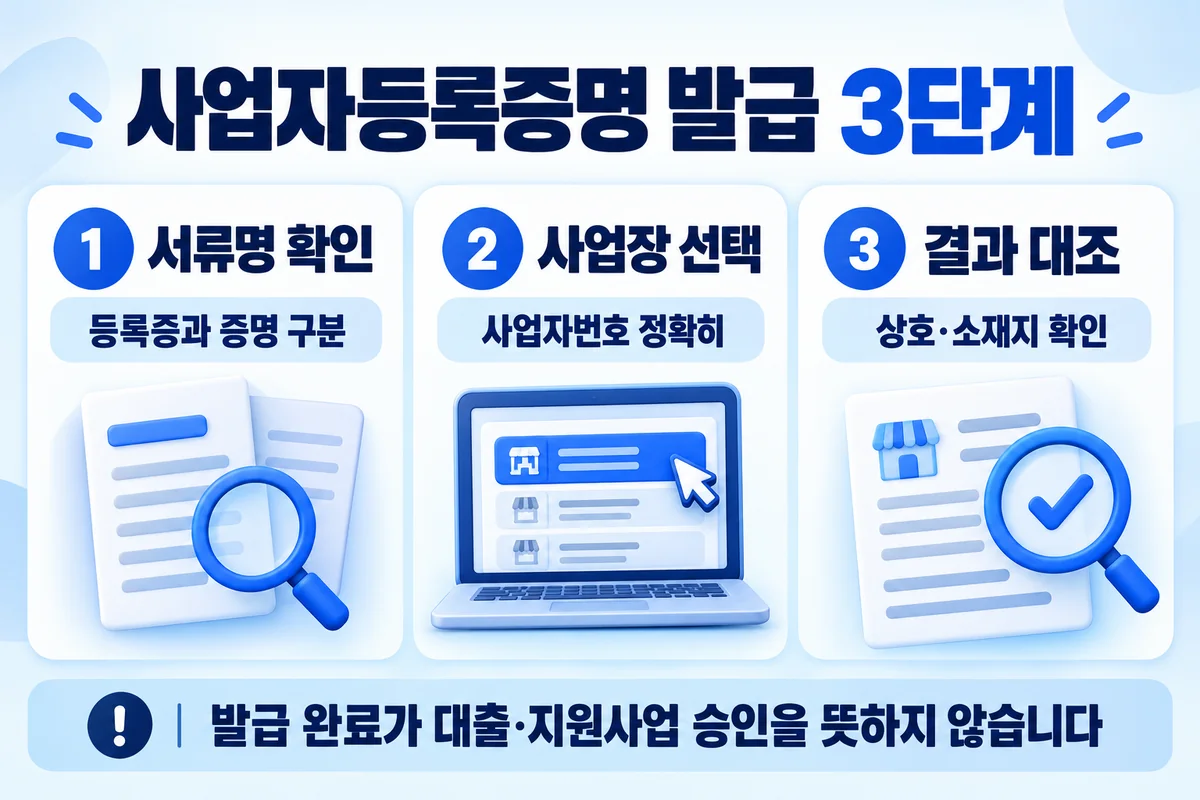 사업자등록증명 발급 3단계
1 서류명 확인
등록증과 증명 구분
2 사업장 선택
사업자번호 정확히
3 결과 대조
상호·소재지 확인
! 발급 완료가 대출·지원사업 승인을 뜻하지 않습니다